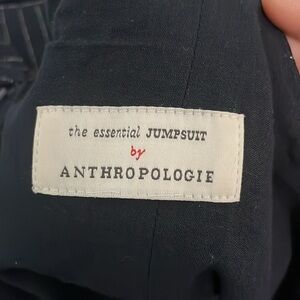 the essential JUMPSUIT
by
ANTHROPOLOGIE